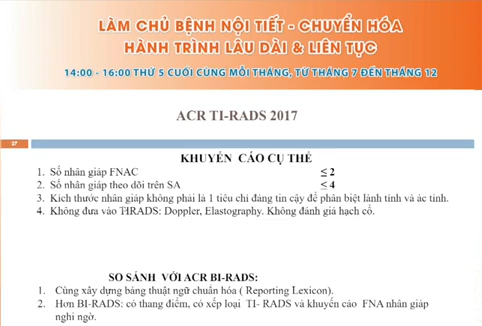 LÀM CHỦ BỆNH NỘI TIẾT - CHUYỂN HÓA
HÀNH TRÌNH LÂU DÀI & LIÊN TỤC
14:00 - 16:00 THỨ 5 CUỐI CÙNG MỖI THÁNG, TỪ THÁNG 7 ĐẾN THÁNG 12
ACR TI-RADS 2017
37
KHUYẾN CÁO CỤ THỂ
1. Số nhân giáp FNAC ≤ 2
2. Số nhân giáp theo dõi trên SA ≤ 4
3. Kích thước nhân giáp không phải là 1 tiêu chí đáng tin cậy để phân biệt lành tính và ác tính.
4. Không đưa vào TIRADS: Doppler, Elastography. Không đánh giá hạch cổ.
SO SÁNH VỚI ACR BI-RADS:
1. Cùng xây dựng bảng thuật ngữ chuẩn hóa ( Reporting Lexicon).
2. Hơn BI-RADS: có thang điểm, có xếp loại TI- RADS và khuyến cáo FNA nhân giáp
nghi ngờ.